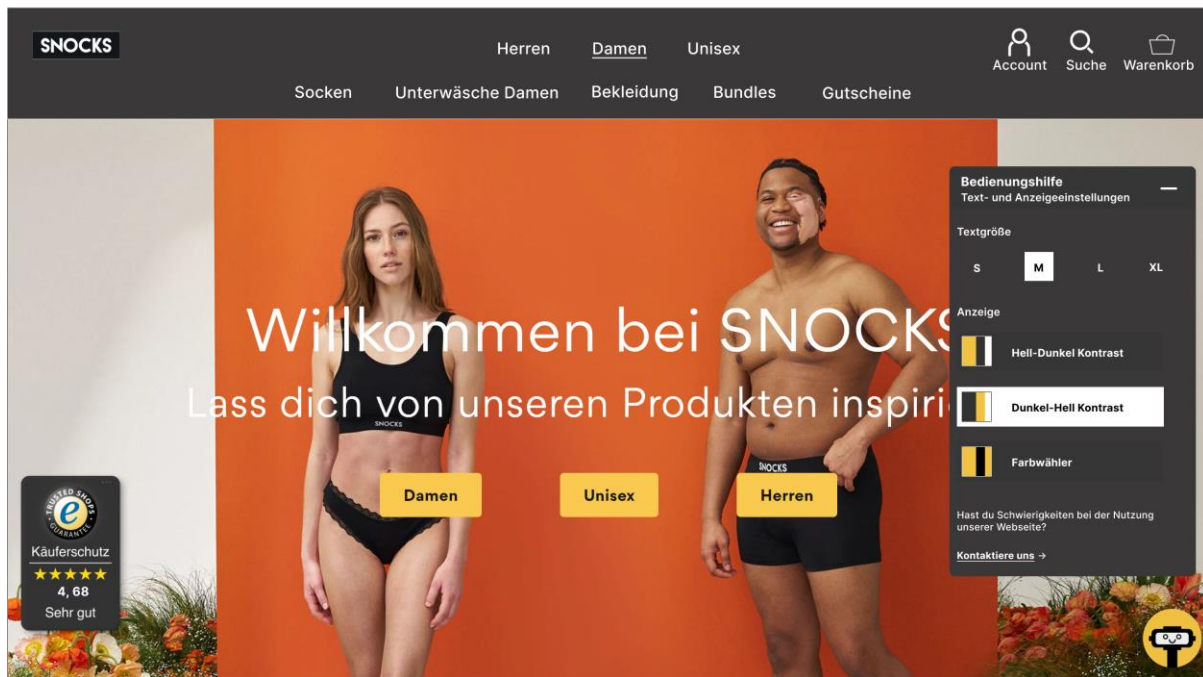 SNOCKS
Herren Damen Unisex
Account Suche Warenkorb
Socken Unterwäsche Damen Bekleidung Bundles Gutscheine
Bedienungshilfe
Text- und Anzeigeeinstellungen
Textgröße
S M L XL
Anzeige
Hell-Dunkel Kontrast
Dunkel-Hell Kontrast
Farbwähler
Hast du Schwierigkeiten bei der Nutzung
unserer Webseite?
Kontaktiere uns →
Willkommen bei SNOCKS
Lass dich von unseren Produkten inspiri
SNOCKS
SNOCKS
Damen Unisex Herren
TRUSTED SHOPS
e
GUARANTEE
Käuferschutz
★★★★★
4, 68
Sehr gut